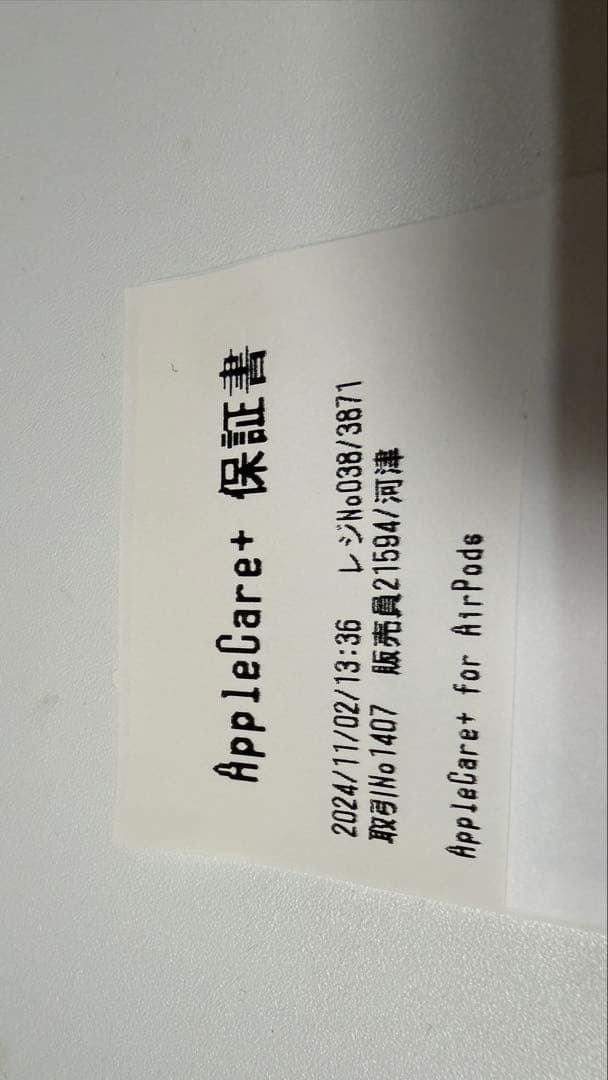 AppleCare+ 保証書
2024/11/02/13:36 レジNo038/3871
取引No1407 販売員21594/河津
AppleCare+ for AirPods